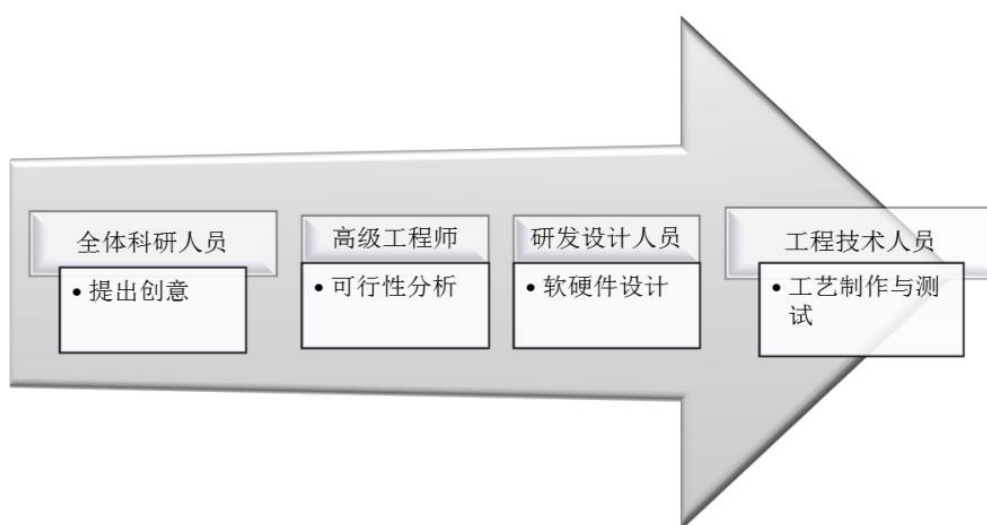 全体科研人员
• 提出创意
高级工程师
• 可行性分析
研发设计人员
• 软硬件设计
工程技术人员
• 工艺制作与测
试